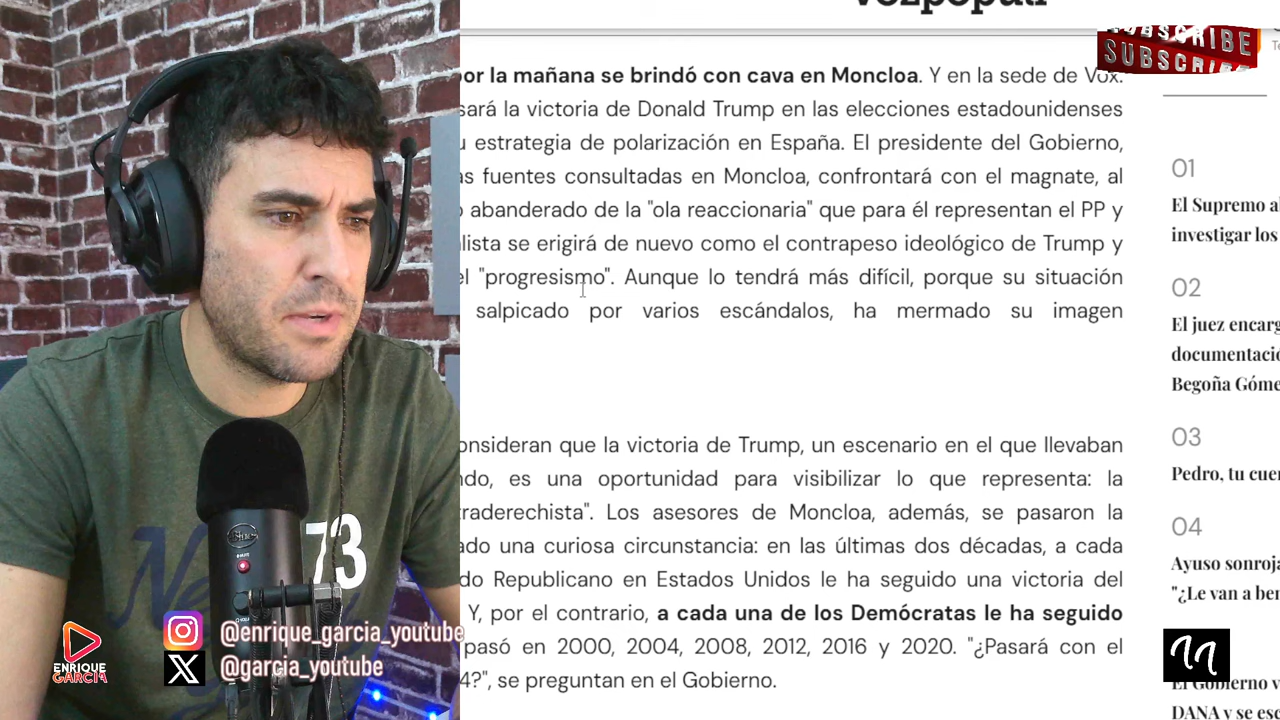 vozpópuli
SUBSCRIBE
SUBSCRIBE
por la mañana se brindó con cava en Moncloa. Y en la sede de Vox.
sará la victoria de Donald Trump en las elecciones estadounidenses
u estrategia de polarización en España. El presidente del Gobierno,
as fuentes consultadas en Moncloa, confrontará con el magnate, al
o abanderado de la "ola reaccionaria" que para él representan el PP y
lista se erigirá de nuevo como el contrapeso ideológico de Trump y
el "progresismo". Aunque lo tendrá más difícil, porque su situación
salpicado por varios escándalos, ha mermado su imagen
onsideran que la victoria de Trump, un escenario en el que llevaban
ndo, es una oportunidad para visibilizar lo que representa: la
traderechista". Los asesores de Moncloa, además, se pasaron la
ado una curiosa circunstancia: en las últimas dos décadas, a cada
do Republicano en Estados Unidos le ha seguido una victoria del
Y, por el contrario, a cada una de los Demócratas le ha seguido
pasó en 2000, 2004, 2008, 2012, 2016 y 2020. "¿Pasará con el
4?", se preguntan en el Gobierno.
01
El Supremo a
investigar los
02
El juez encarg
documentació
Begoña Góme
03
Pedro, tu cue
04
Ayuso sonroja
"¿Le van a ber
El Gobierno v
DANA y se es
73
Blue
MUTE
@enrique_garcia_youtube
@garcia_youtube
ENRIQUE
GARCIA